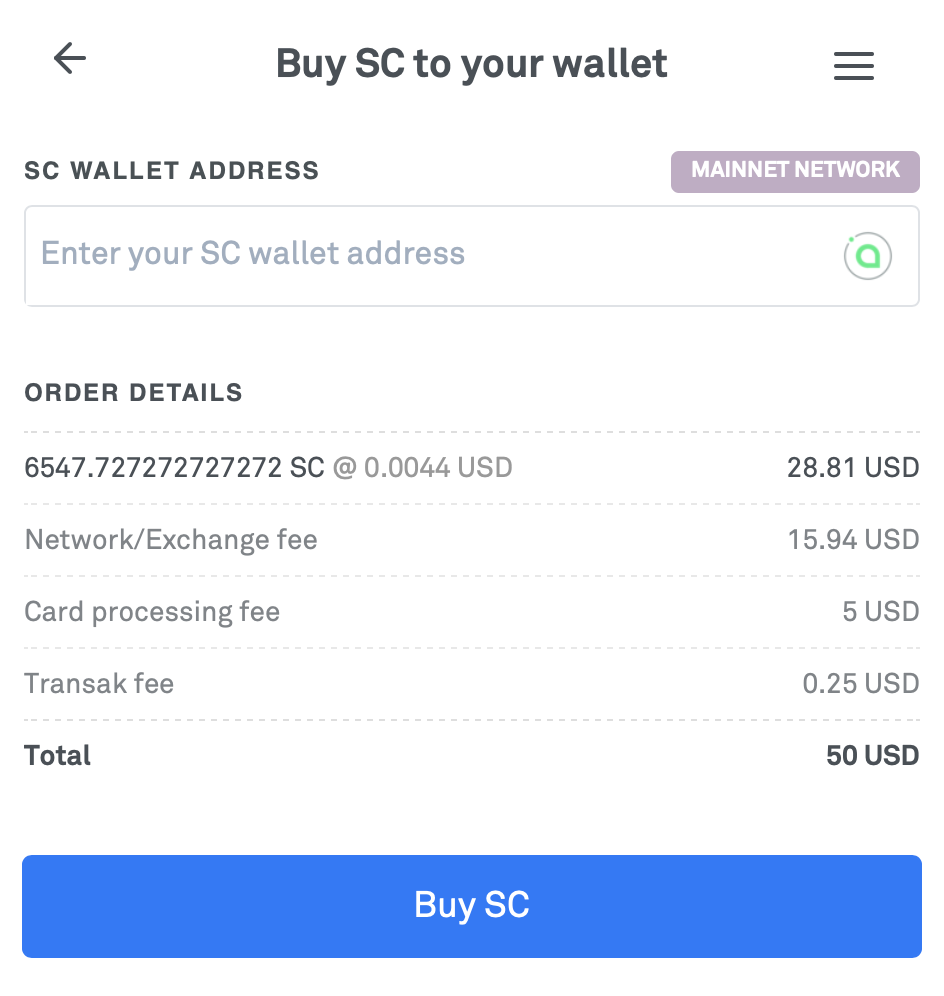 Buy SC to your wallet
SC WALLET ADDRESS
MAINNET NETWORK
Enter your SC wallet address
ORDER DETAILS
6547.727272727272 SC @ 0.0044 USD 28.81 USD
Network/Exchange fee 15.94 USD
Card processing fee 5 USD
Transak fee 0.25 USD
Total 50 USD
Buy SC